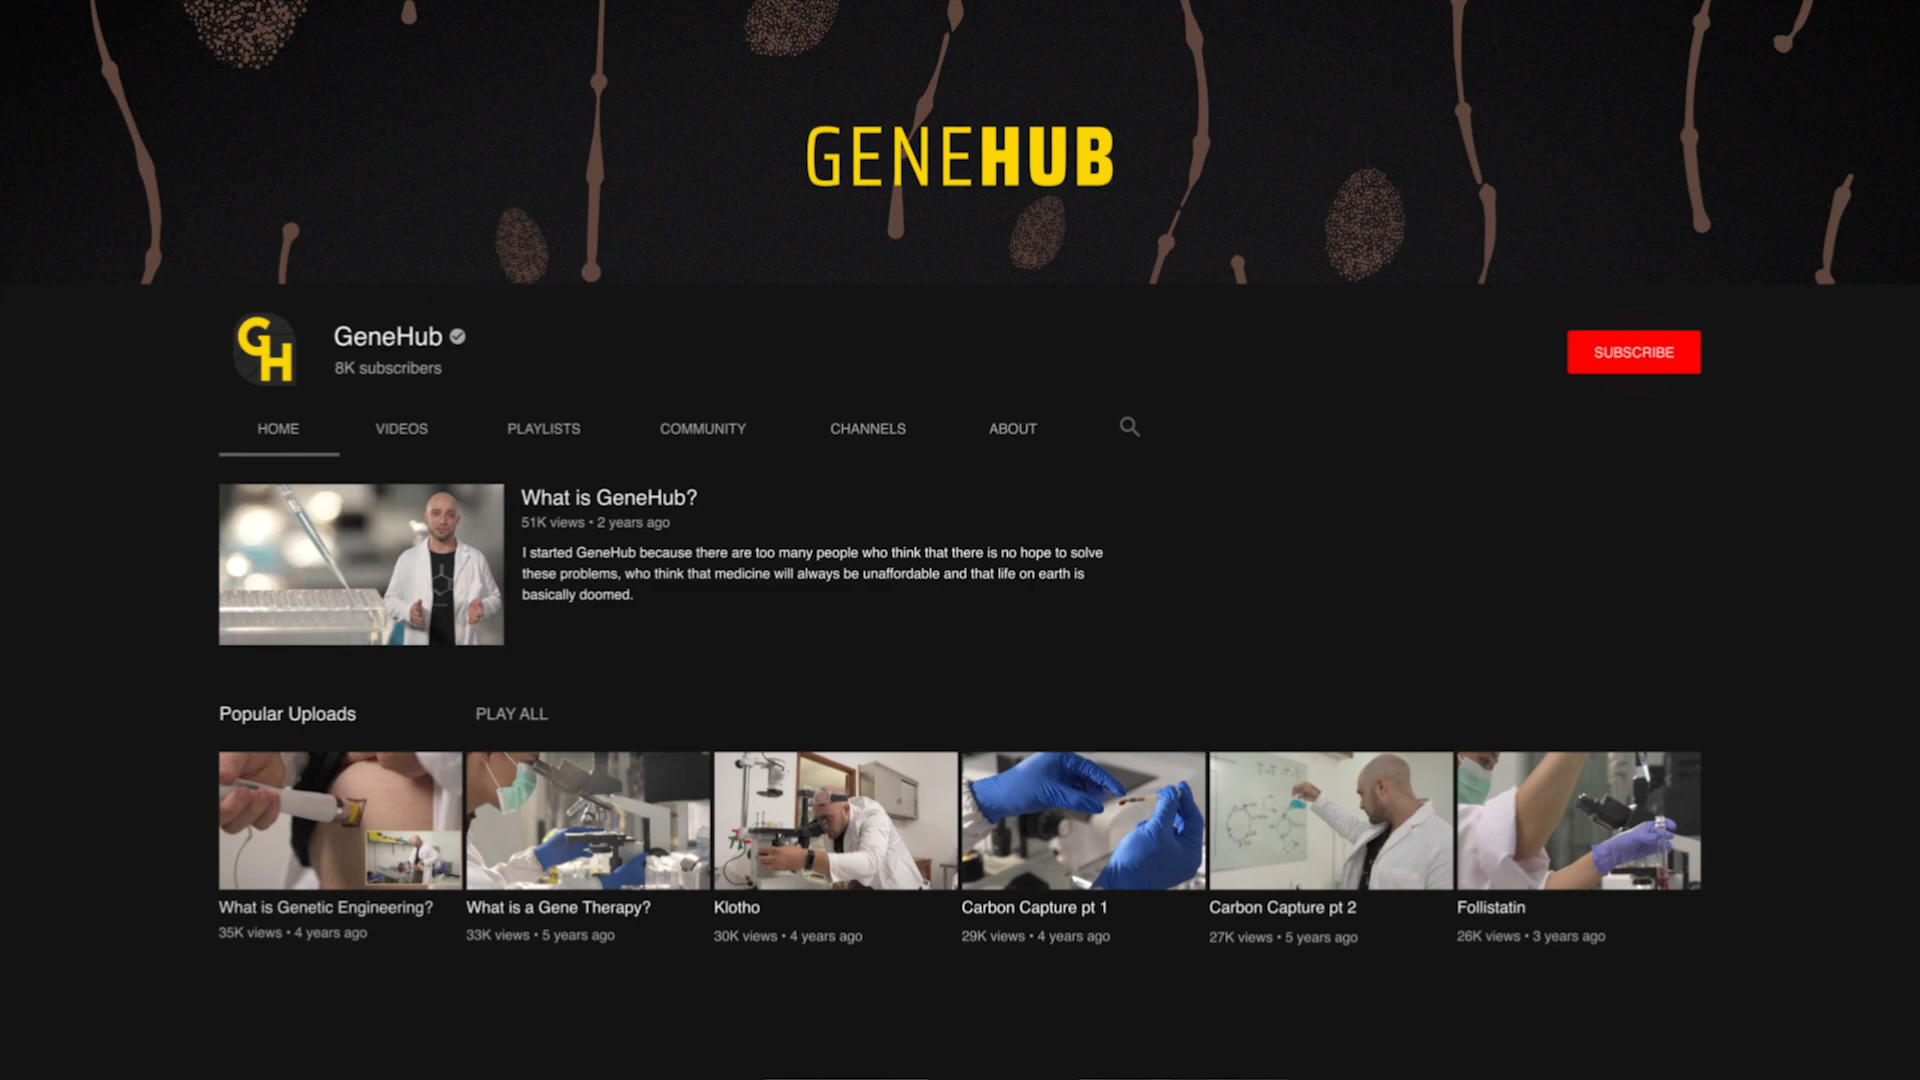 GENEHUB
GH
GeneHub
8K subscribers
SUBSCRIBE
HOME VIDEOS PLAYLISTS COMMUNITY CHANNELS ABOUT
What is GeneHub?
51K views • 2 years ago
I started GeneHub because there are too many people who think that there is no hope to solve
these problems, who think that medicine will always be unaffordable and that life on earth is
basically doomed.
Popular Uploads PLAY ALL
What is Genetic Engineering? What is a Gene Therapy? Klotho Carbon Capture pt 1 Carbon Capture pt 2 Follistatin
35K views • 4 years ago 33K views • 5 years ago 30K views • 4 years ago 29K views • 4 years ago 27K views • 5 years ago 26K views • 3 years ago